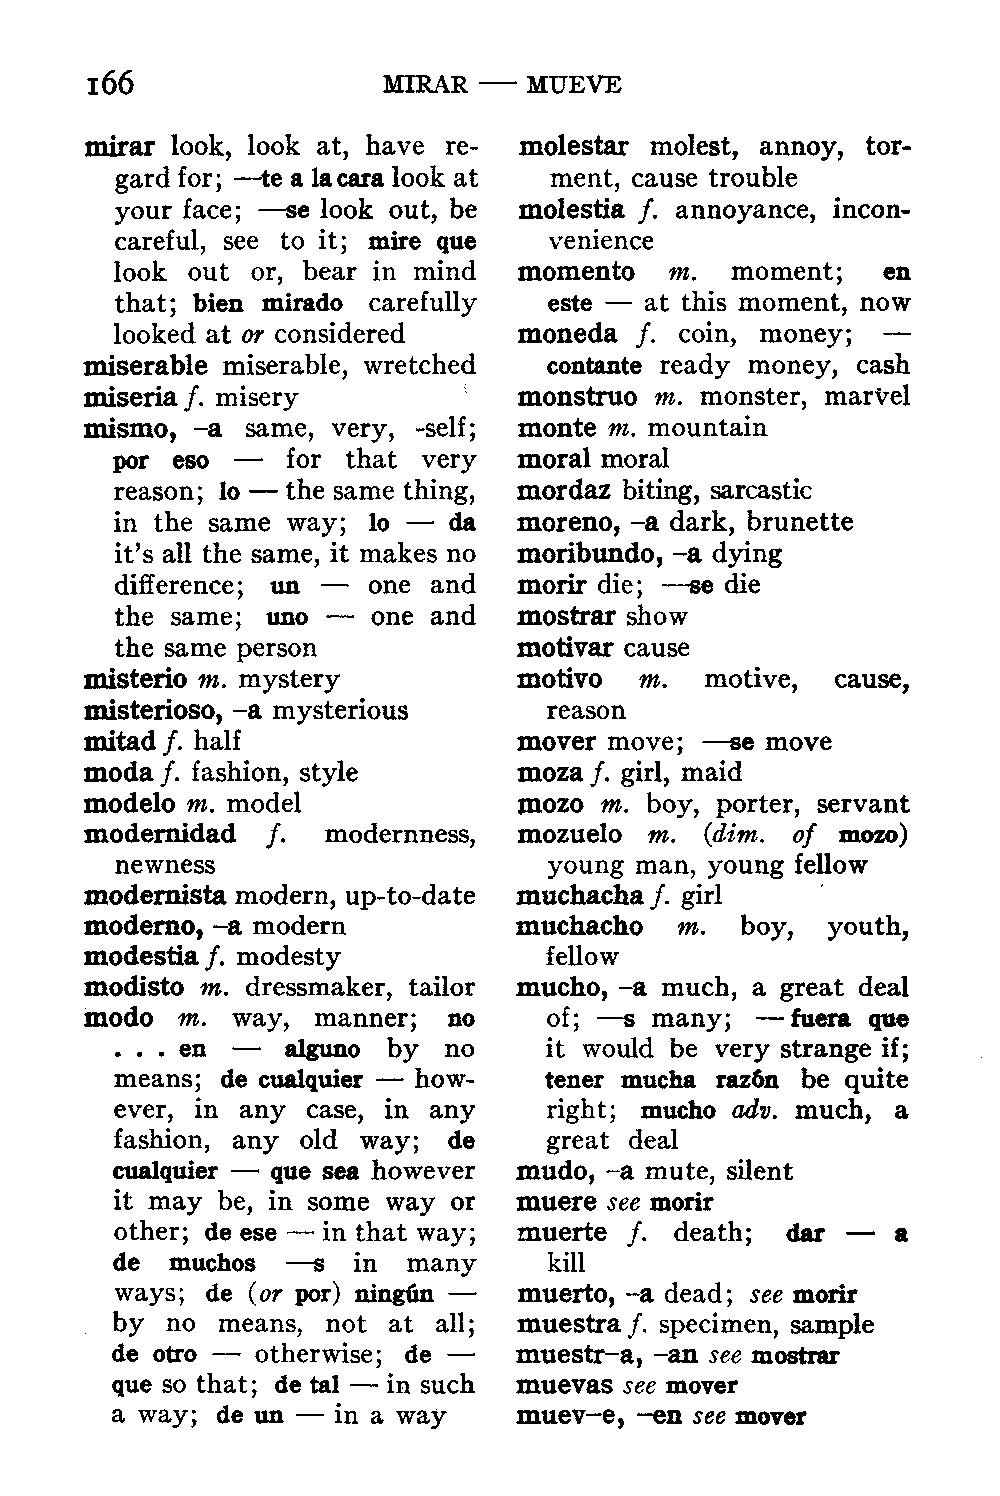 166
MIRAR — MUEVE
mirar look, look at, have re-
gard for; —te a la cara look at
your face; —se look out, be
careful, see to it; mire que
look out or, bear in mind
that; bien mirado carefully
looked at or considered
miserable miserable, wretched
miseria f. misery
mismo, –a same, very, -self;
por eso — for that very
reason; lo — the same thing,
in the same way; lo — da
it's all the same, it makes no
difference; un — one and
the same; uno — one and
the same person
misterio m. mystery
misterioso, –a mysterious
mitad f. half
moda f. fashion, style
modelo m. model
modernidad f. modernness,
newness
modernista modern, up-to-date
moderno, –a modern
modestia f. modesty
modisto m. dressmaker, tailor
modo m. way, manner; no
. . . en — alguno by no
means; de cualquier — how-
ever, in any case, in any
fashion, any old way; de
cualquier — que sea however
it may be, in some way or
other; de ese — in that way;
de muchos —s in many
ways; de (or por) ningún —
by no means, not at all;
de otro — otherwise; de —
que so that; de tal — in such
a way; de un — in a way
molestar molest, annoy, tor-
ment, cause trouble
molestia f. annoyance, incon-
venience
momento m. moment; en
este — at this moment, now
moneda f. coin, money; —
contante ready money, cash
monstruo m. monster, marvel
monte m. mountain
moral moral
mordaz biting, sarcastic
moreno, –a dark, brunette
moribundo, –a dying
morir die; —se die
mostrar show
motivar cause
motivo m. motive, cause,
reason
mover move; —se move
moza f. girl, maid
mozo m. boy, porter, servant
mozuelo m. (dim. of mozo)
young man, young fellow
muchacha f. girl
muchacho m. boy, youth,
fellow
mucho, –a much, a great deal
of; —s many; — fuera que
it would be very strange if;
tener mucha razón be quite
right; mucho adv. much, a
great deal
mudo, –a mute, silent
muere see morir
muerte f. death; dar — a
kill
muerto, –a dead; see morir
muestra f. specimen, sample
muestr–a, –an see mostrar
muevas see mover
muev–e, –en see mover